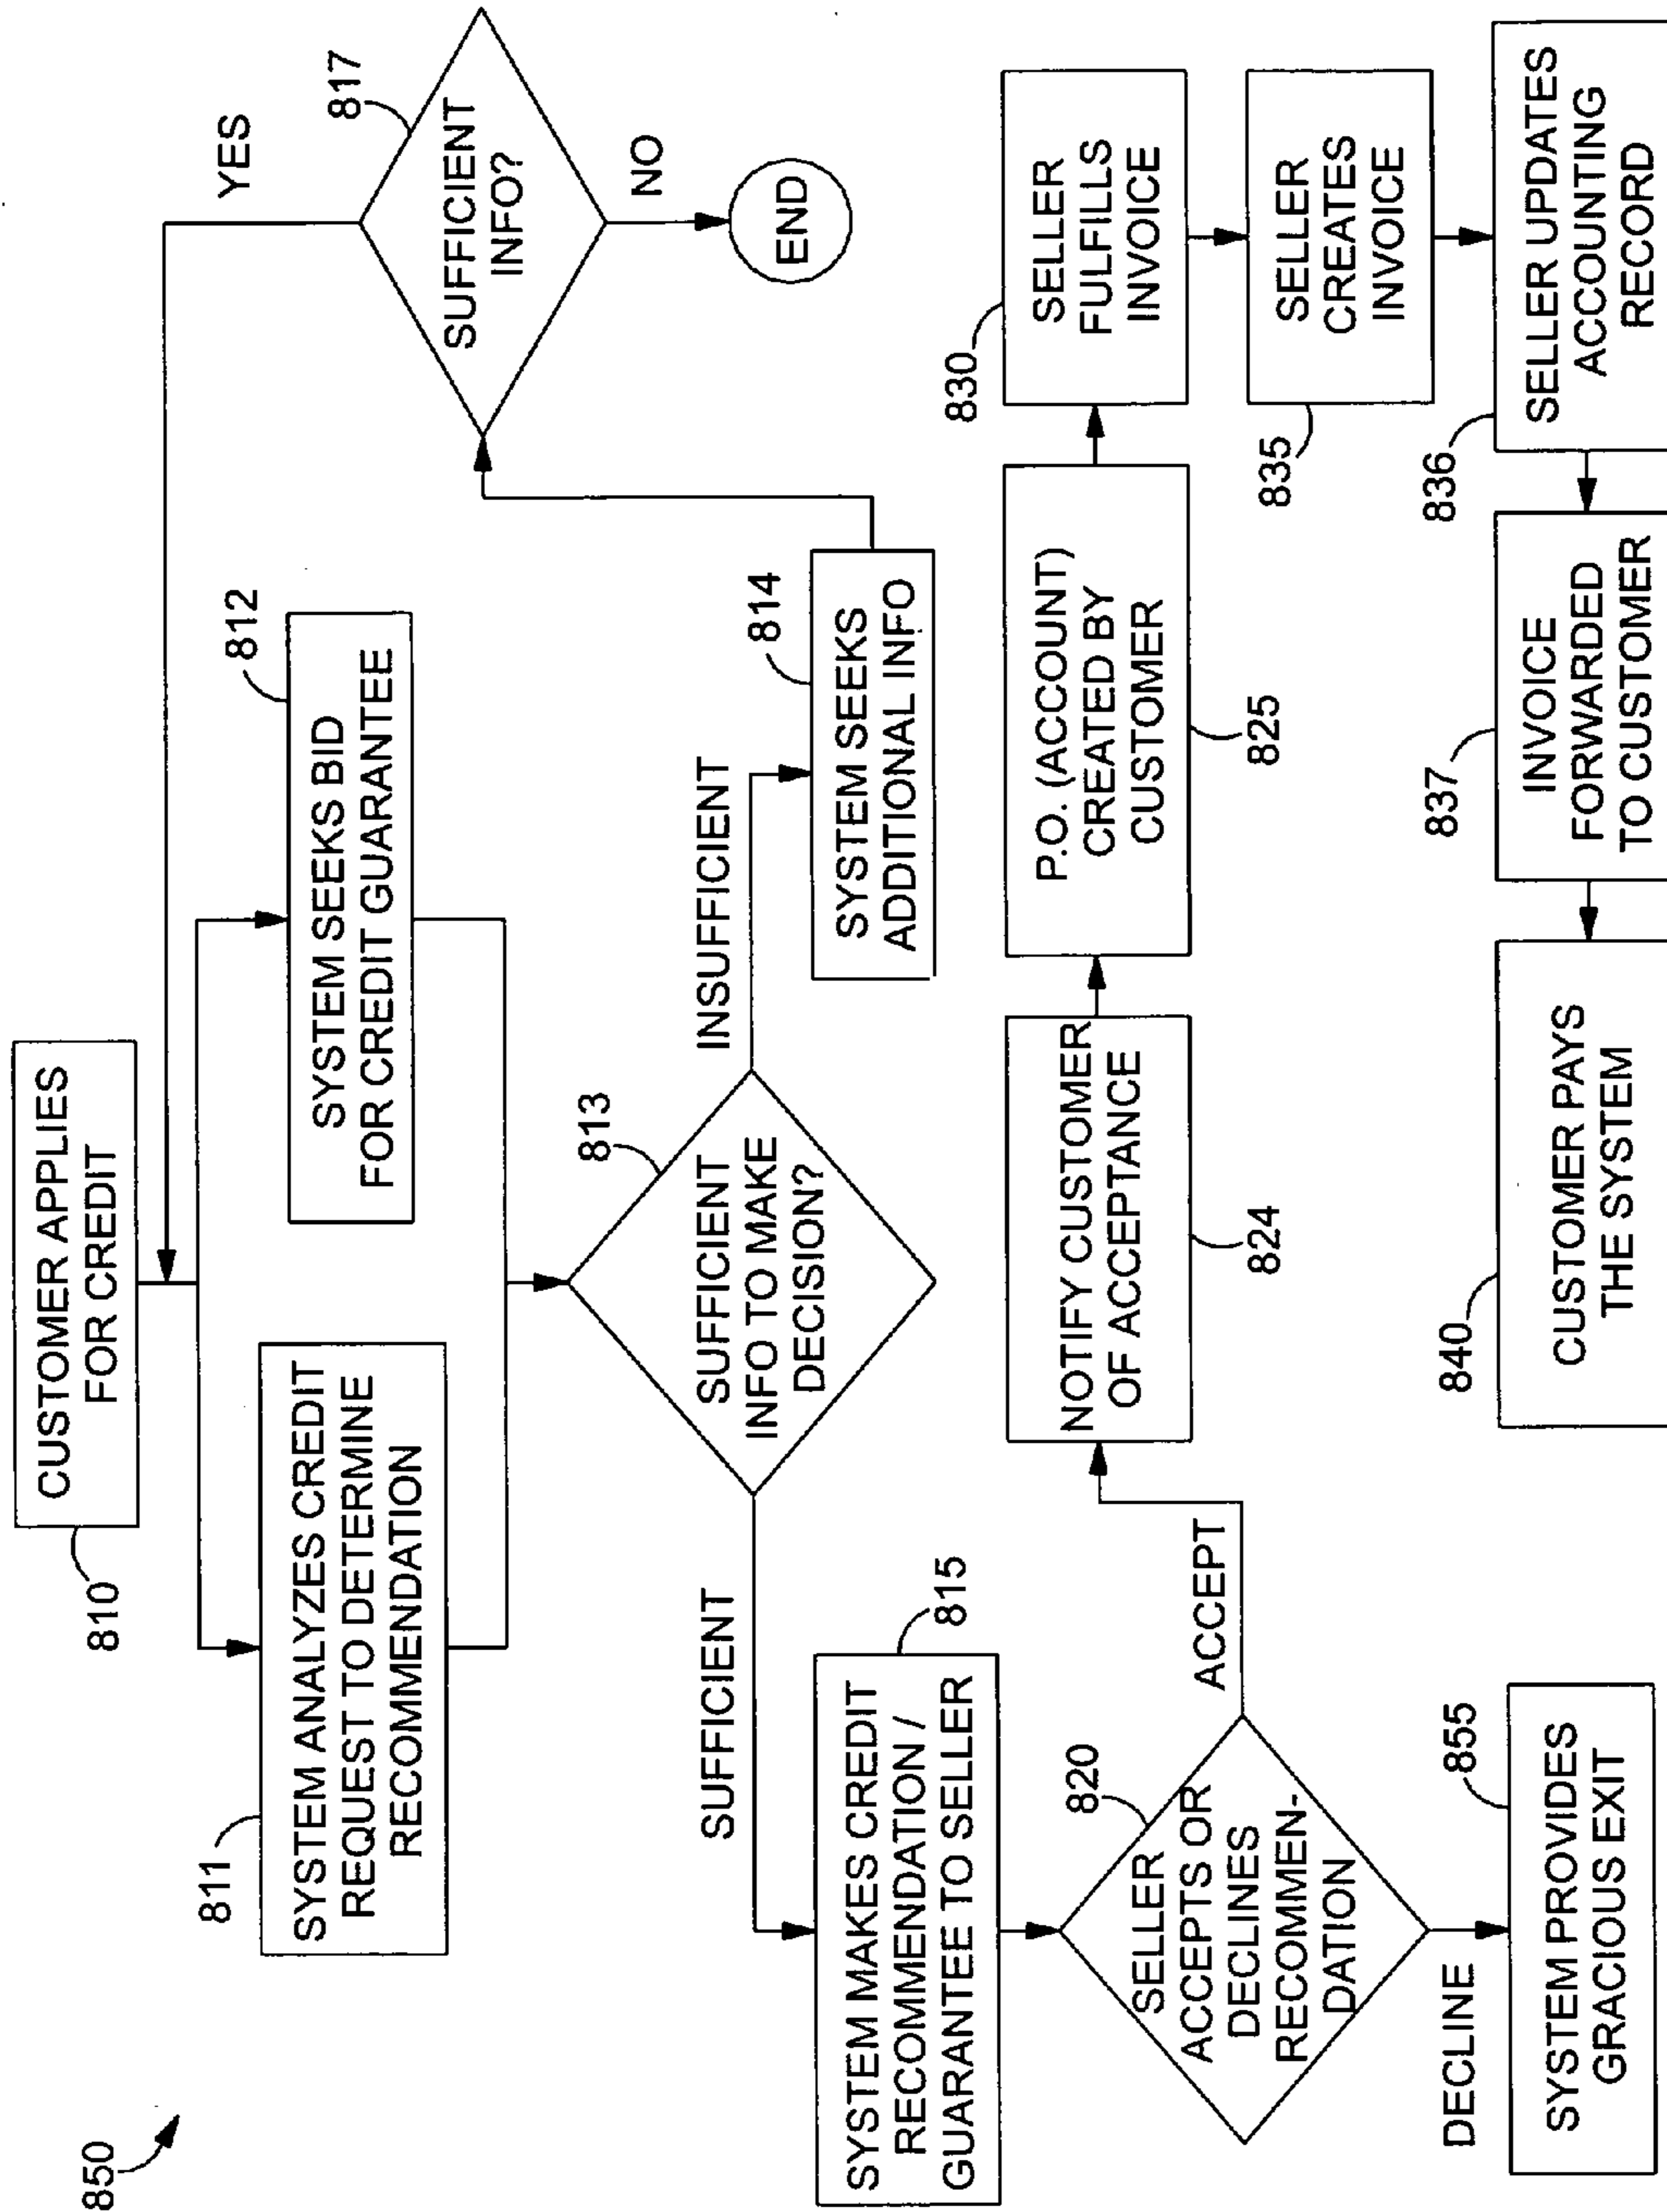 850
CUSTOMER APPLIES
FOR CREDIT
810
YES
811
SYSTEM ANALYZES CREDIT
REQUEST TO DETERMINE
RECOMMENDATION
812
SYSTEM SEEKS BID
FOR CREDIT GUARANTEE
817
SUFFICIENT
INFO?
NO
END
813
SUFFICIENT
INFO TO MAKE
DECISION?
SUFFICIENT
INSUFFICIENT
814
SYSTEM SEEKS
ADDITIONAL INFO
815
SYSTEM MAKES CREDIT
RECOMMENDATION /
GUARANTEE TO SELLER
820
SELLER
ACCEPTS OR
DECLINES
RECOMMEN-
DATION
ACCEPT
DECLINE
855
SYSTEM PROVIDES
GRACIOUS EXIT
NOTIFY CUSTOMER
OF ACCEPTANCE
824
P.O. (ACCOUNT)
CREATED BY
CUSTOMER
825
830
SELLER
FULFILLS
INVOICE
SELLER
CREATES
INVOICE
835
836
SELLER UPDATES
ACCOUNTING
RECORD
837
INVOICE
FORWARDED
TO CUSTOMER
840
CUSTOMER PAYS
THE SYSTEM